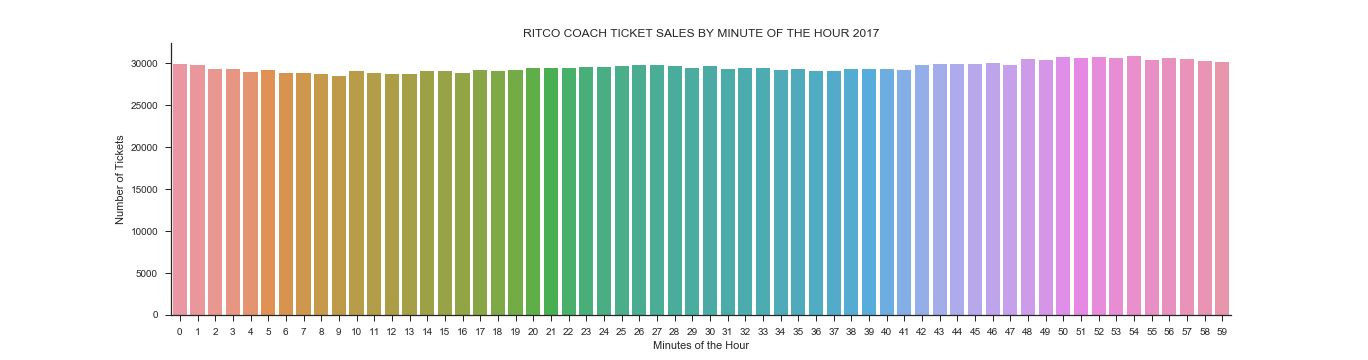 RITCO COACH TICKET SALES BY MINUTE OF THE HOUR 2017
30000
25000
20000
15000
10000
5000
0
Number of Tickets
0 1 2 3 4 5 6 7 8 9 10 11 12 13 14 15 16 17 18 19 20 21 22 23 24 25 26 27 28 29 30 31 32 33 34 35 36 37 38 39 40 41 42 43 44 45 46 47 48 49 50 51 52 53 54 55 56 57 58 59
Minutes of the Hour